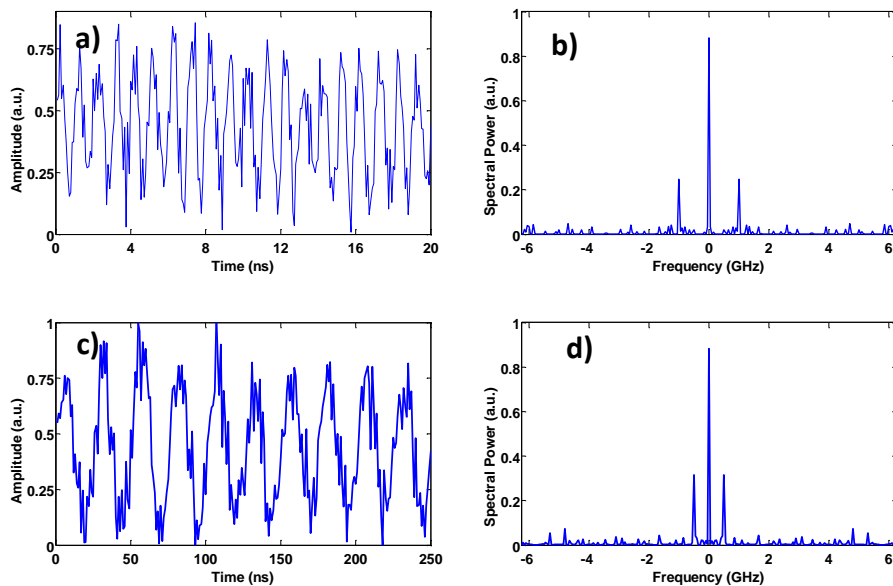 a)
0.75
0.5
0.25
0
Amplitude (a.u.)
0 4 8 12 16 20
Time (ns)
b)
1
0.8
0.6
0.4
0.2
0
Spectral Power (a.u.)
-6 -4 -2 0 2 4 6
Frequency (GHz)
c)
1
0.75
0.5
0.25
0
Amplitude (a.u.)
0 50 100 150 200 250
Time (ns)
d)
1
0.8
0.6
0.4
0.2
0
Spectral Power (a.u.)
-6 -4 -2 0 2 4 6
Frequency (GHz)